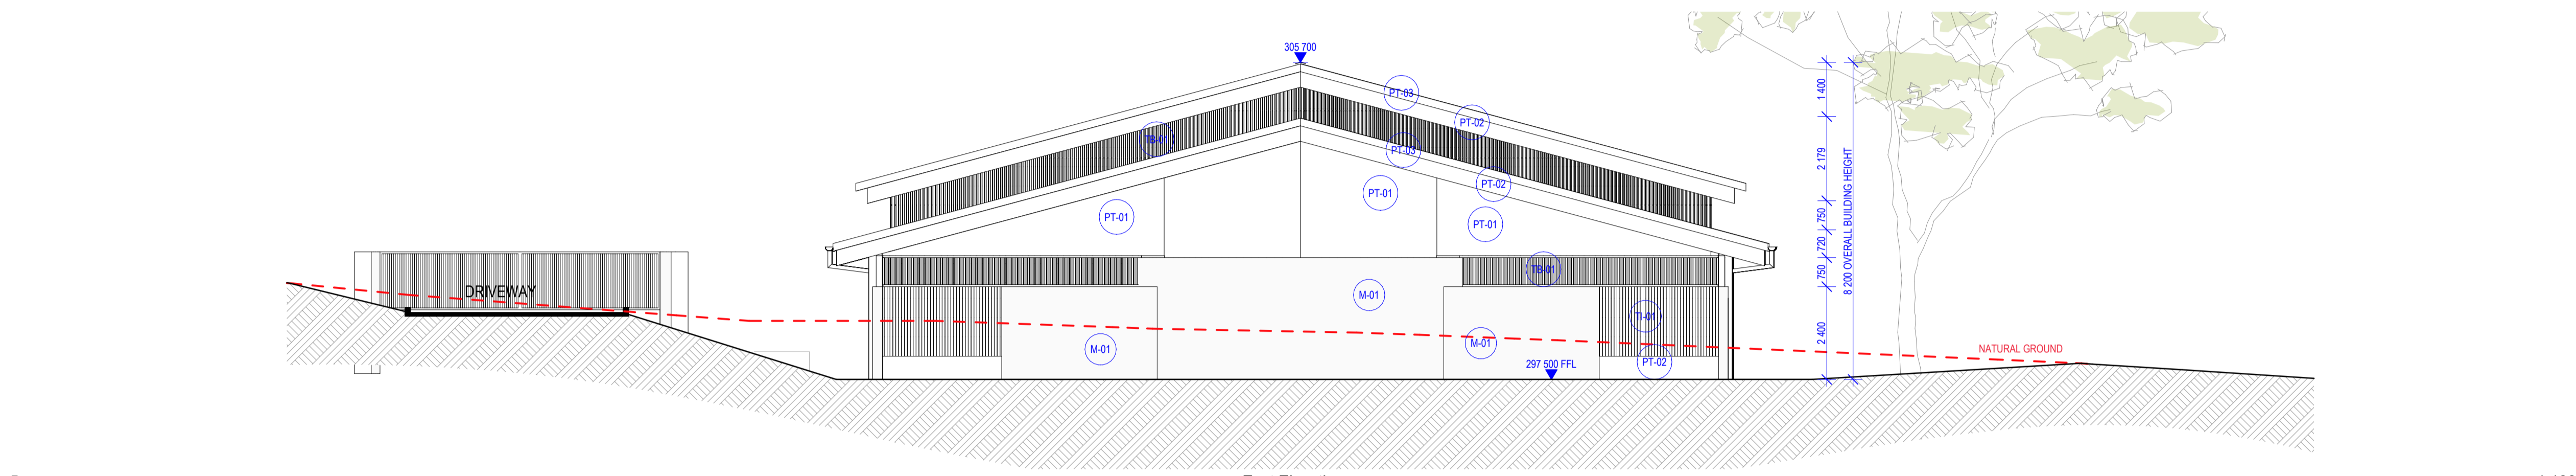 305 700
PT-03
PT-02
TB-01
PT-03
PT-02
PT-01
PT-01
PT-01
TB-01
M-01
TI-01
M-01
M-01
PT-02
297 500 FFL
DRIVEWAY
NATURAL GROUND
1 400
2 179
750
720
750
2 400
8 200 OVERALL BUILDING HEIGHT